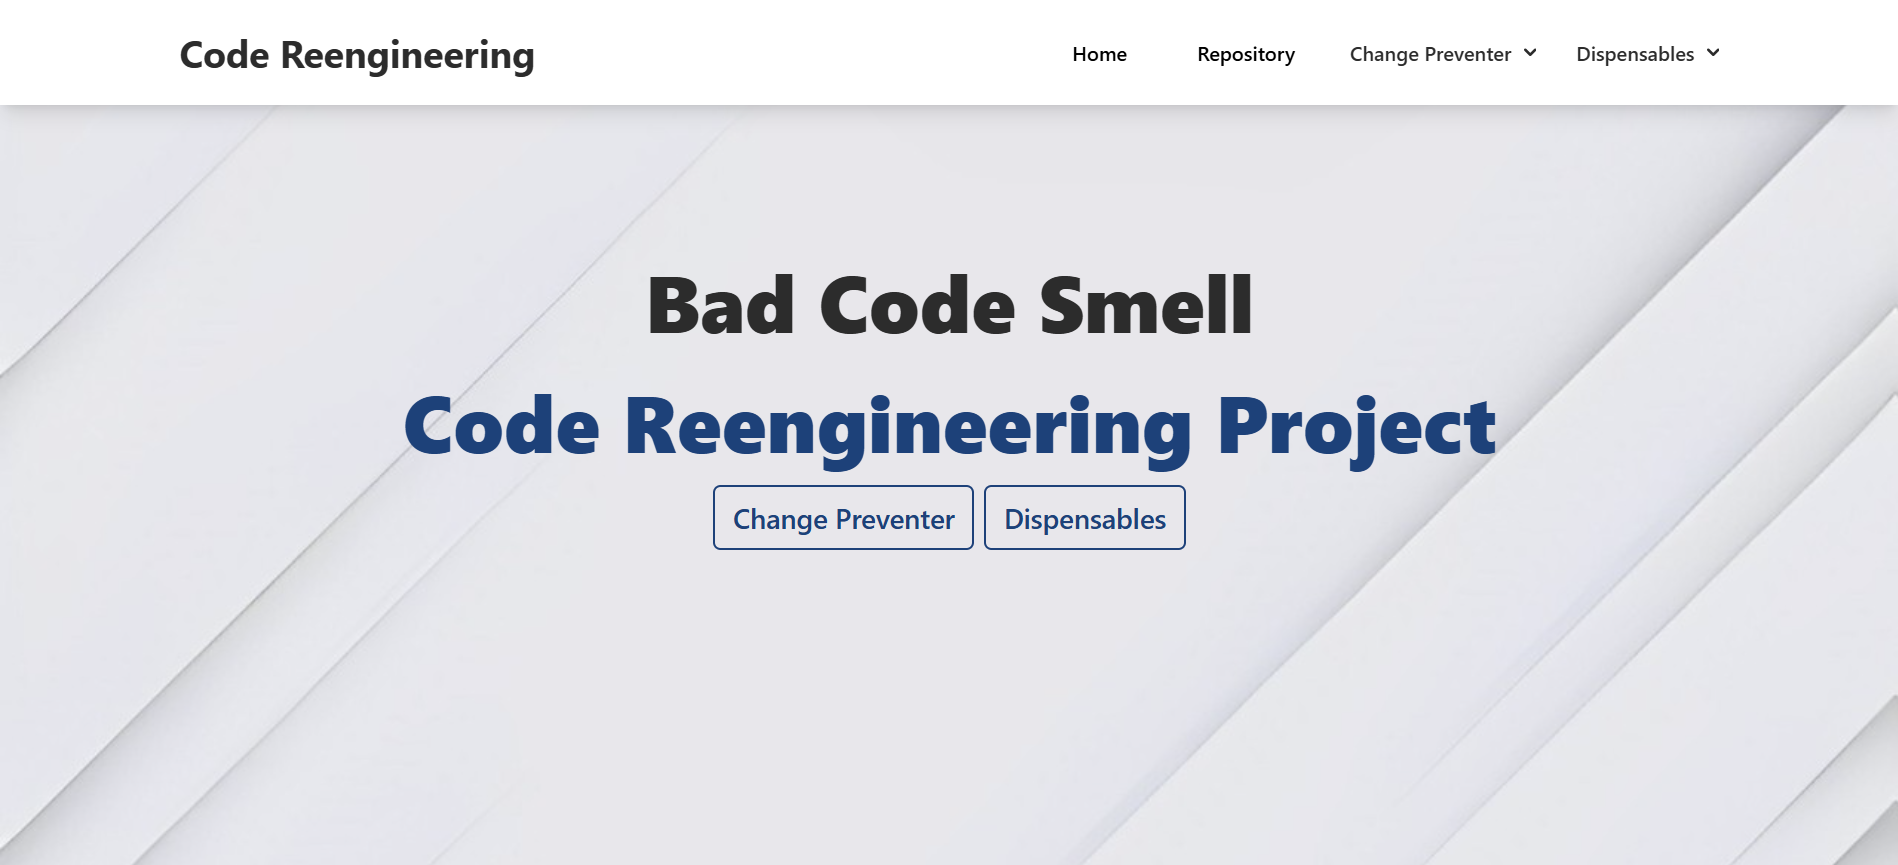 Code Reengineering Home Repository Change Preventer Dispensables
Bad Code Smell
Code Reengineering Project
Change Preventer Dispensables